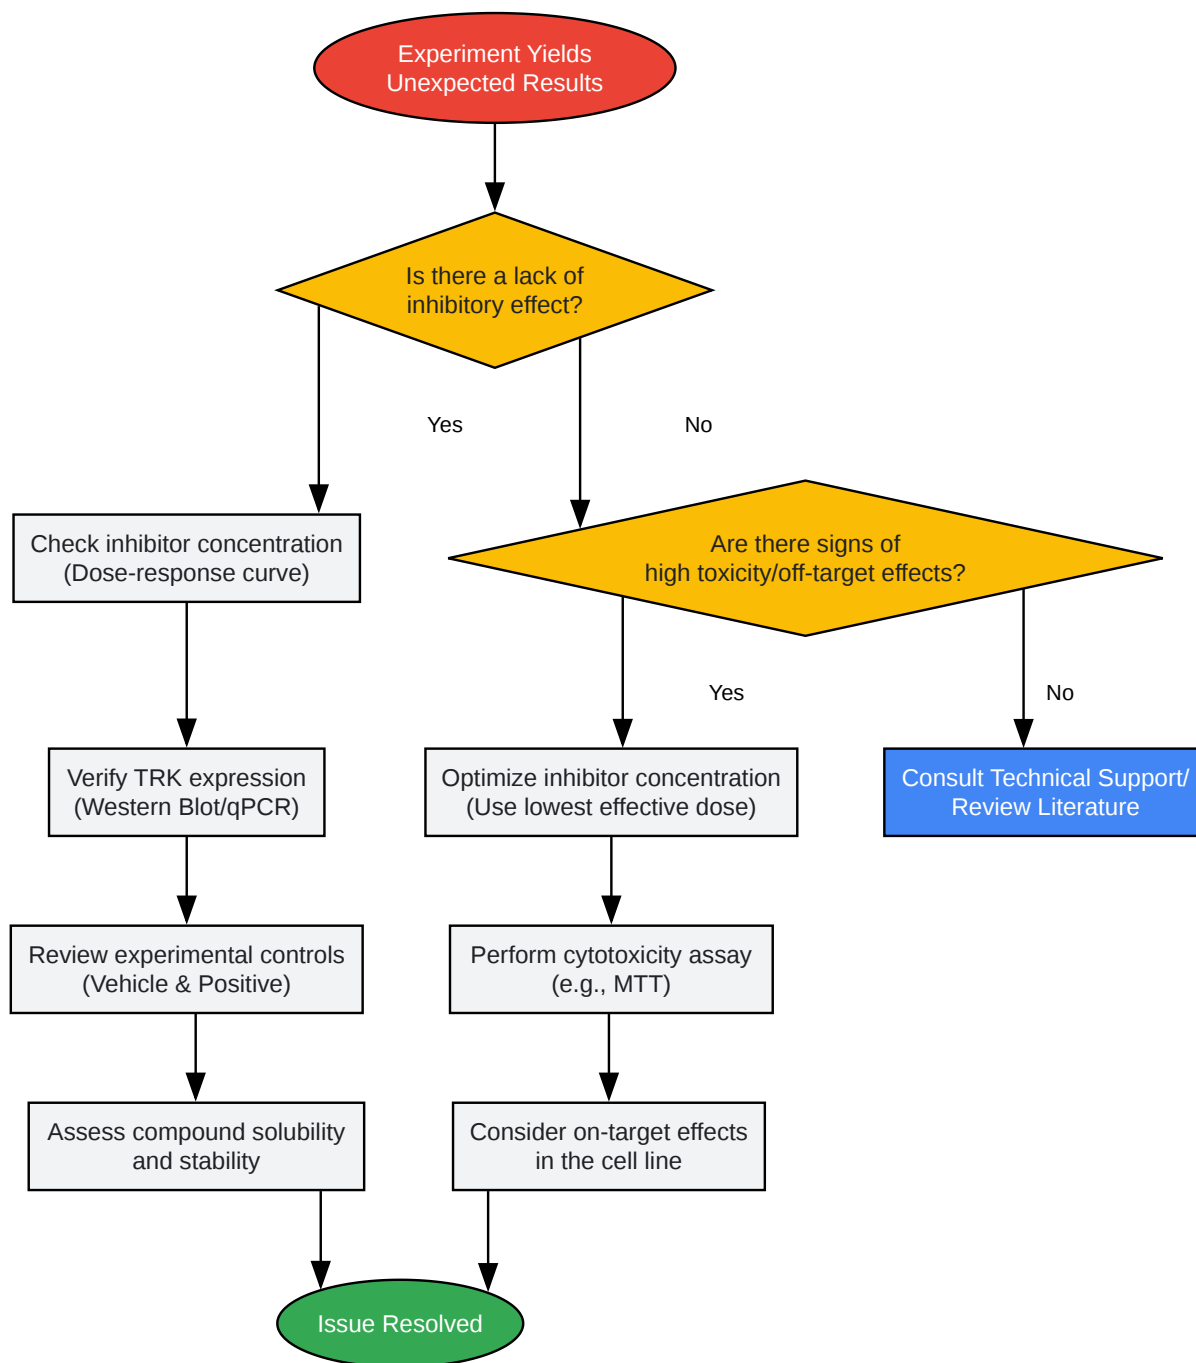 Experiment Yields
Unexpected Results
Is there a lack of
inhibitory effect?
Yes
No
Check inhibitor concentration
(Dose-response curve)
Are there signs of
high toxicity/off-target effects?
Yes
No
Verify TRK expression
(Western Blot/qPCR)
Optimize inhibitor concentration
(Use lowest effective dose)
Consult Technical Support/
Review Literature
Review experimental controls
(Vehicle & Positive)
Perform cytotoxicity assay
(e.g., MTT)
Assess compound solubility
and stability
Consider on-target effects
in the cell line
Issue Resolved